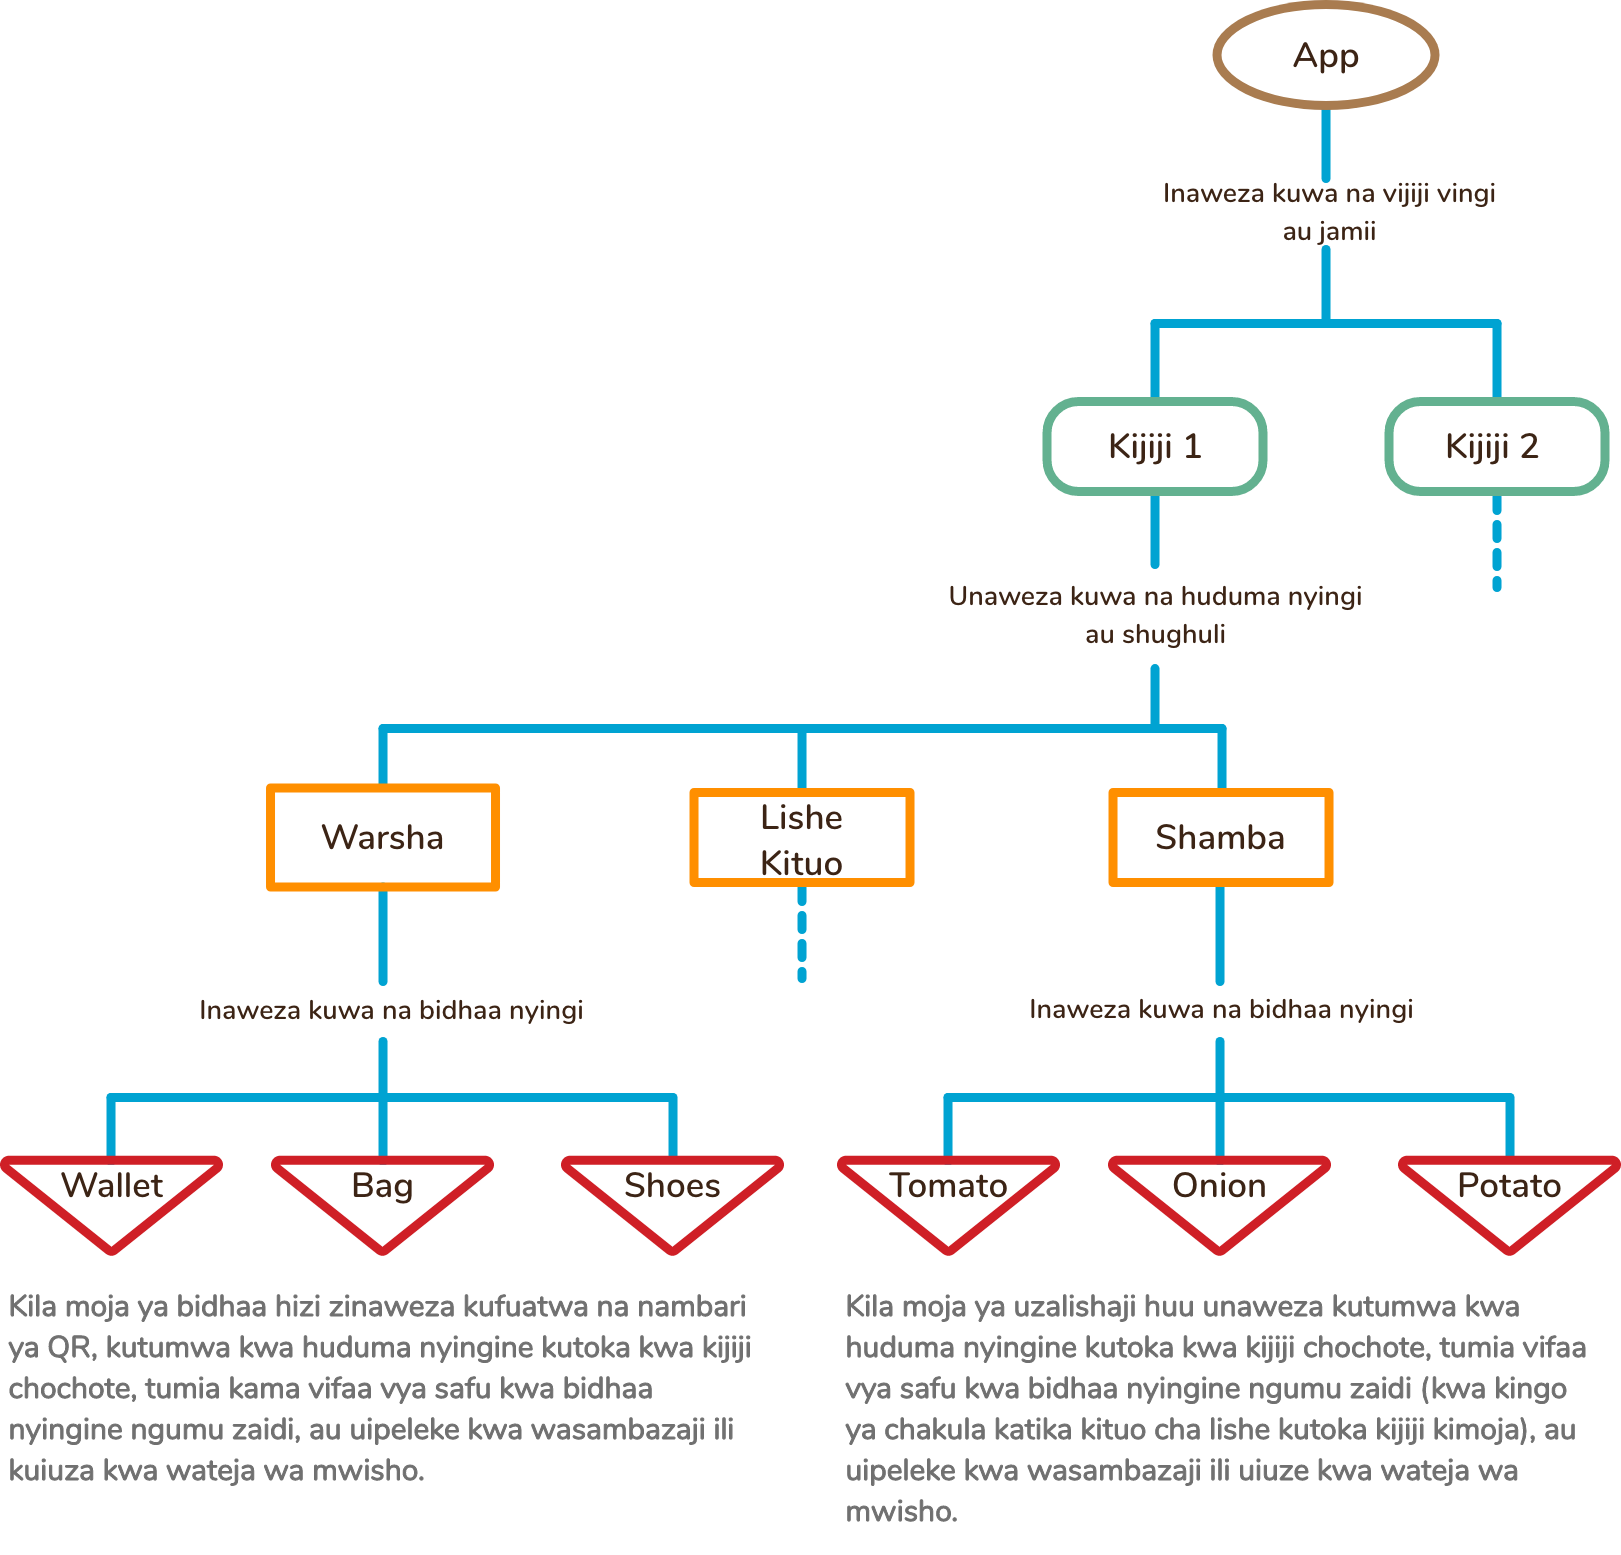 App
Inaweza kuwa na vijiji vingi
au jamii
Kijiji 1
Kijiji 2
Unaweza kuwa na huduma nyingi
au shughuli
Warsha
Lishe
Kituo
Shamba
Inaweza kuwa na bidhaa nyingi
Inaweza kuwa na bidhaa nyingi
Wallet
Bag
Shoes
Tomato
Onion
Potato
Kila moja ya bidhaa hizi zinaweza kufuatwa na nambari
ya QR, kutumwa kwa huduma nyingine kutoka kwa kijiji
chochote, tumia kama vifaa vya safu kwa bidhaa
nyingine ngumu zaidi, au uipeleke kwa wasambazaji ili
kuiuza kwa wateja wa mwisho.
Kila moja ya uzalishaji huu unaweza kutumwa kwa
huduma nyingine kutoka kwa kijiji chochote, tumia vifaa
vya safu kwa bidhaa nyingine ngumu zaidi (kwa kingo
ya chakula katika kituo cha lishe kutoka kijiji kimoja), au
uipeleke kwa wasambazaji ili uiuze kwa wateja wa
mwisho.